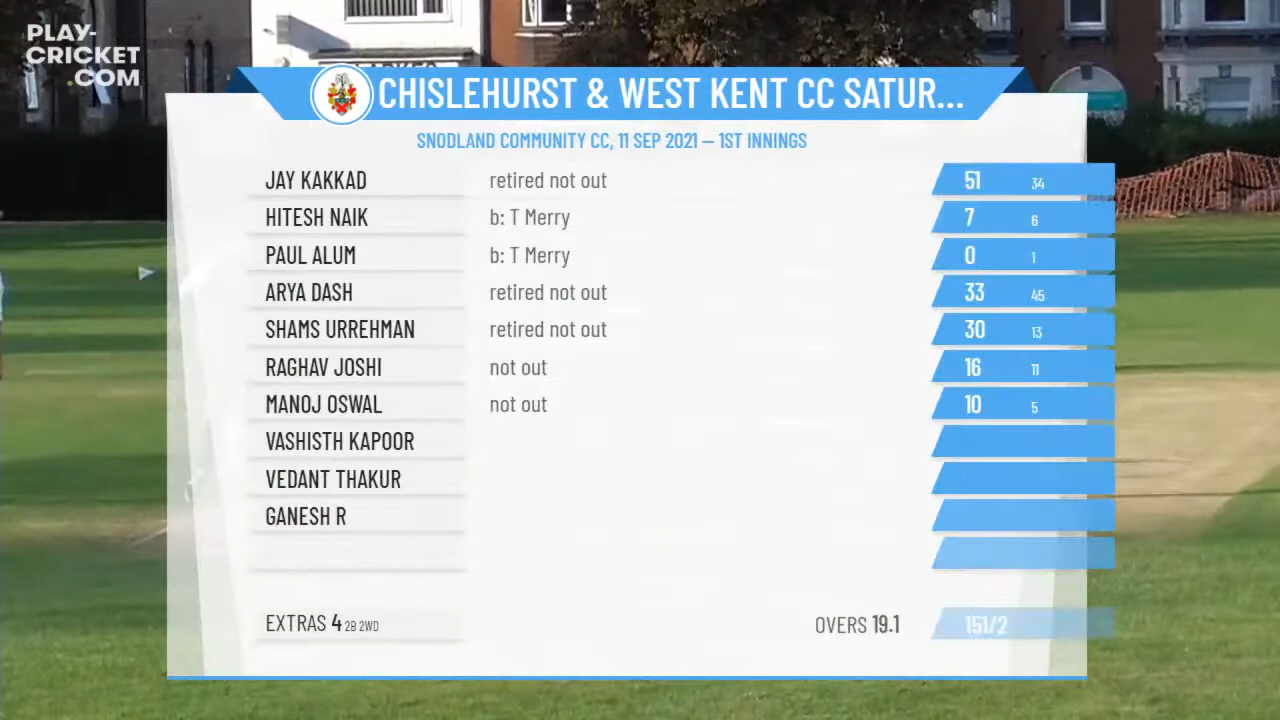 PLAY-
CRICKET
.COM
CHISLEHURST & WEST KENT CC SATUR...
SNODLAND COMMUNITY CC, 11 SEP 2021 – 1ST INNINGS
JAY KAKKAD retired not out 51 34
HITESH NAIK b: T Merry 7 6
PAUL ALUM b: T Merry 0 1
ARYA DASH retired not out 33 45
SHAMS URREHMAN retired not out 30 13
RAGHAV JOSHI not out 16 11
MANOJ OSWAL not out 10 5
VASHISTH KAPOOR
VEDANT THAKUR
GANESH R
EXTRAS 4 2B 2WD OVERS 19.1 151/2